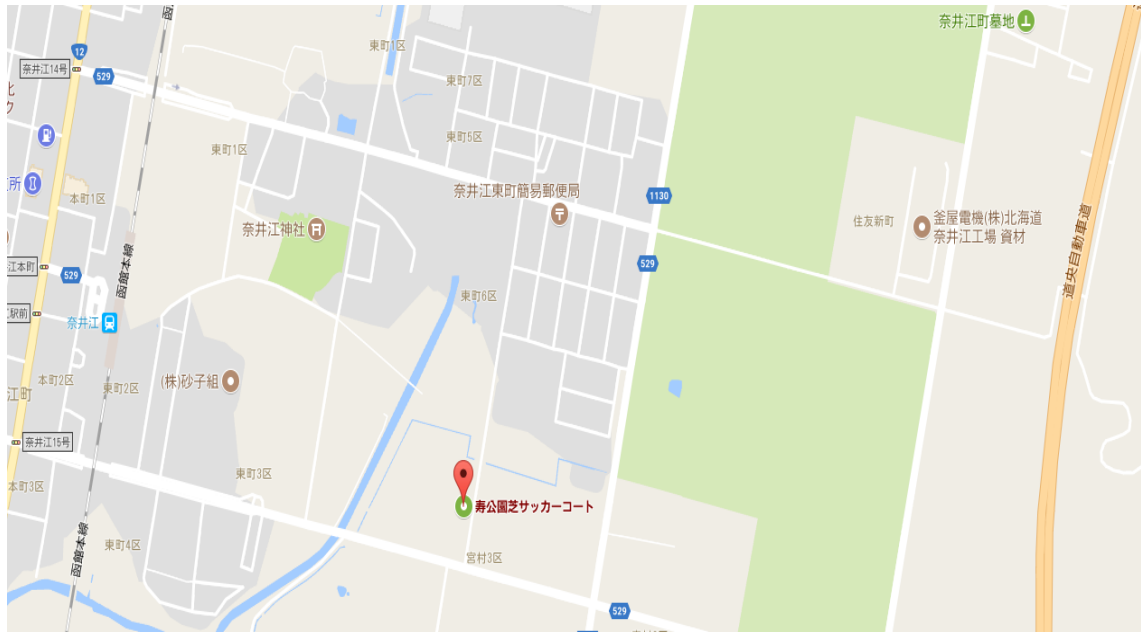 函
奈井江町墓地
12
東町1区
奈井江14号
529
東町7区
北
ク
東町5区
東町1区
1130
所
奈井江東町簡易郵便局
本町1区
釜屋電機(株)北海道
奈井江工場 資材
住友新町
奈井江神社
函館本線
道央自動車道
江本町
529
529
東町6区
江駅前
奈井江
本町2区
東町2区
(株)砂子組
江町
奈井江15号
東町3区
本町3区
寿公園芝サッカーコート
函館本線
東町4区
宮村3区
529